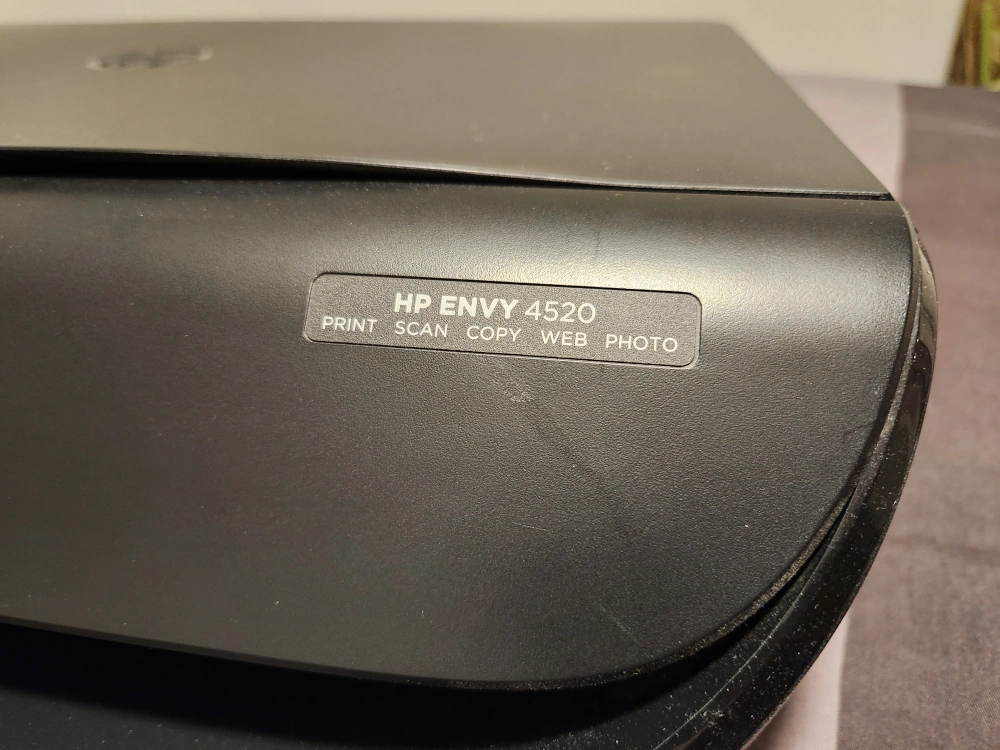 HP ENVY 4520
PRINT SCAN COPY WEB PHOTO